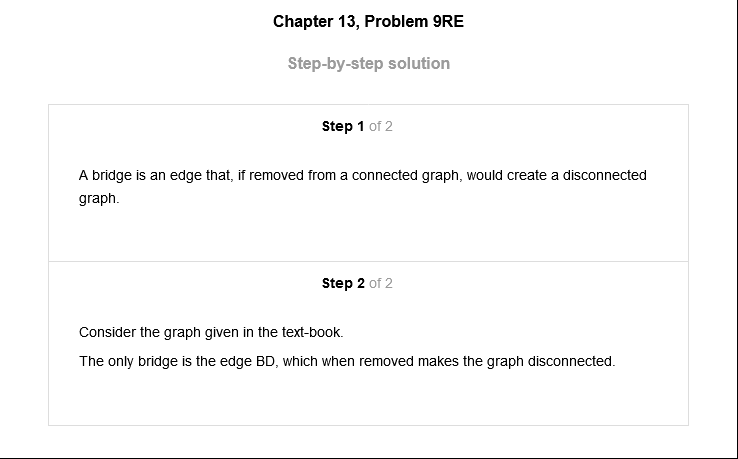 Chapter 13, Problem 9RE
Step-by-step solution
Step 1 of 2
A bridge is an edge that, if removed from a connected graph, would create a disconnected
graph.
Step 2 of 2
Consider the graph given in the text-book.
The only bridge is the edge BD, which when removed makes the graph disconnected.